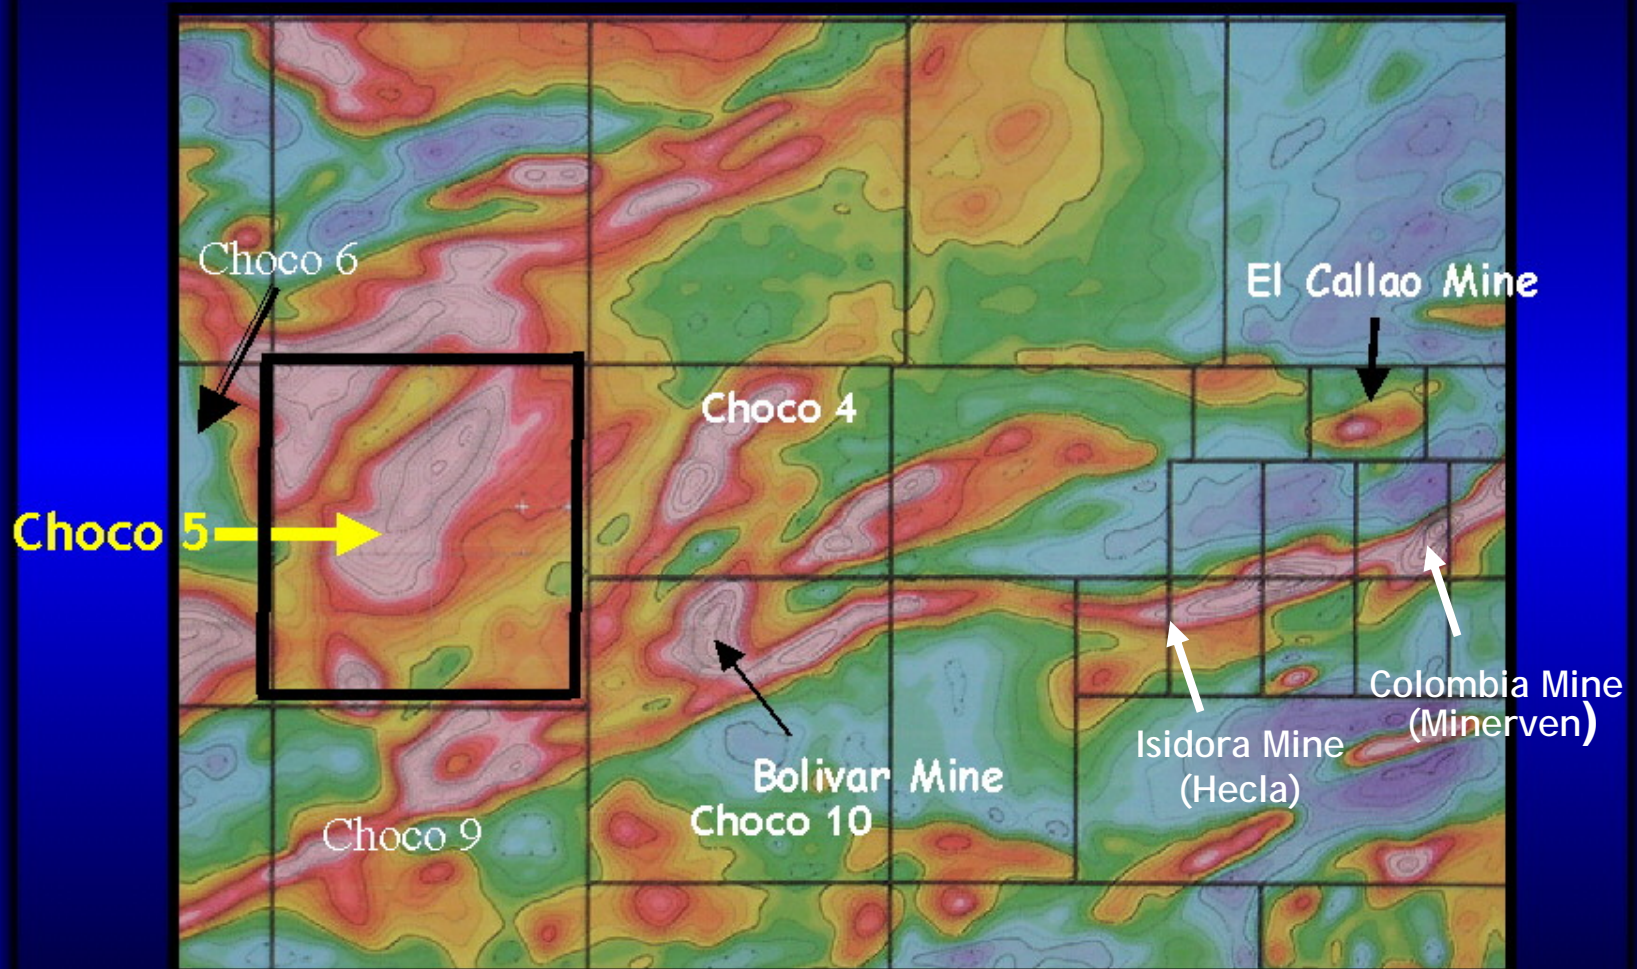 Choco 6
El Callao Mine
Choco 4
Choco 5
Colombia Mine
(Minerven)
Isidora Mine
(Hecla)
Bolivar Mine
Choco 10
Choco 9